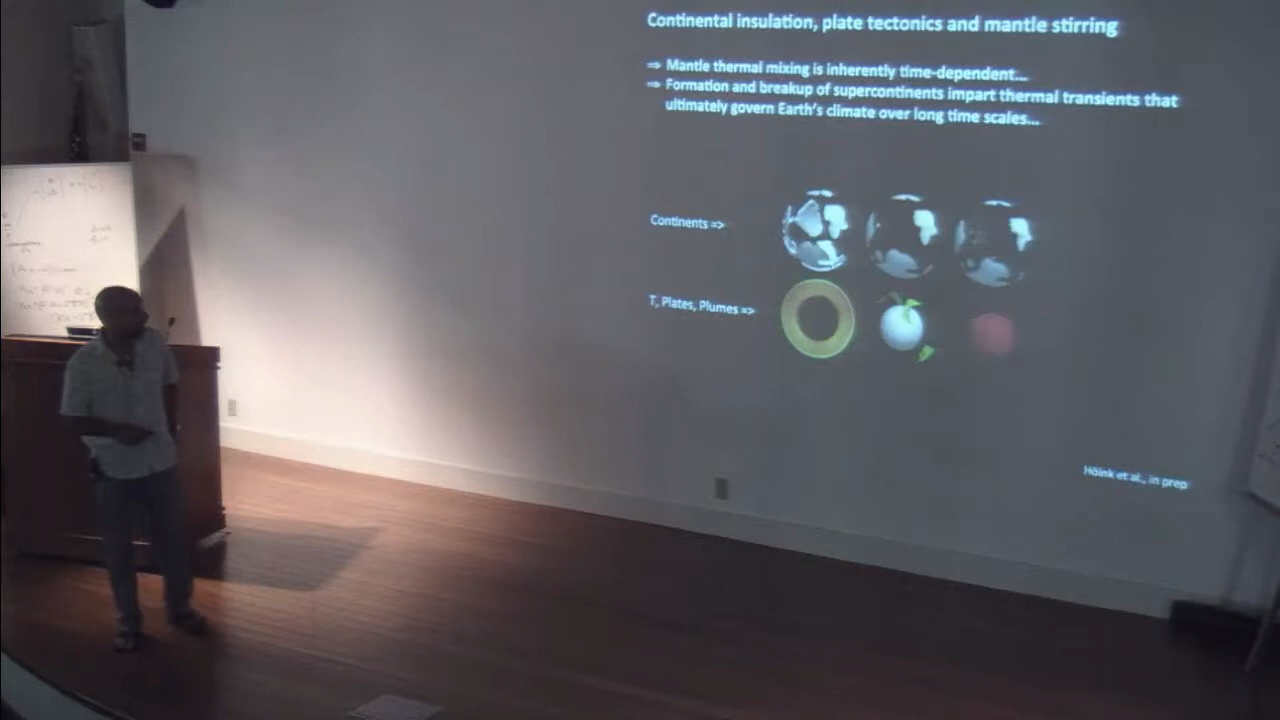 Continental insulation, plate tectonics and mantle stirring
⇒ Mantle thermal mixing is inherently time-dependent...
⇒ Formation and breakup of supercontinents impart thermal transients that
ultimately govern Earth's climate over long time scales...
Continents =>
T, Plates, Plumes =>
Höink et al., in prep